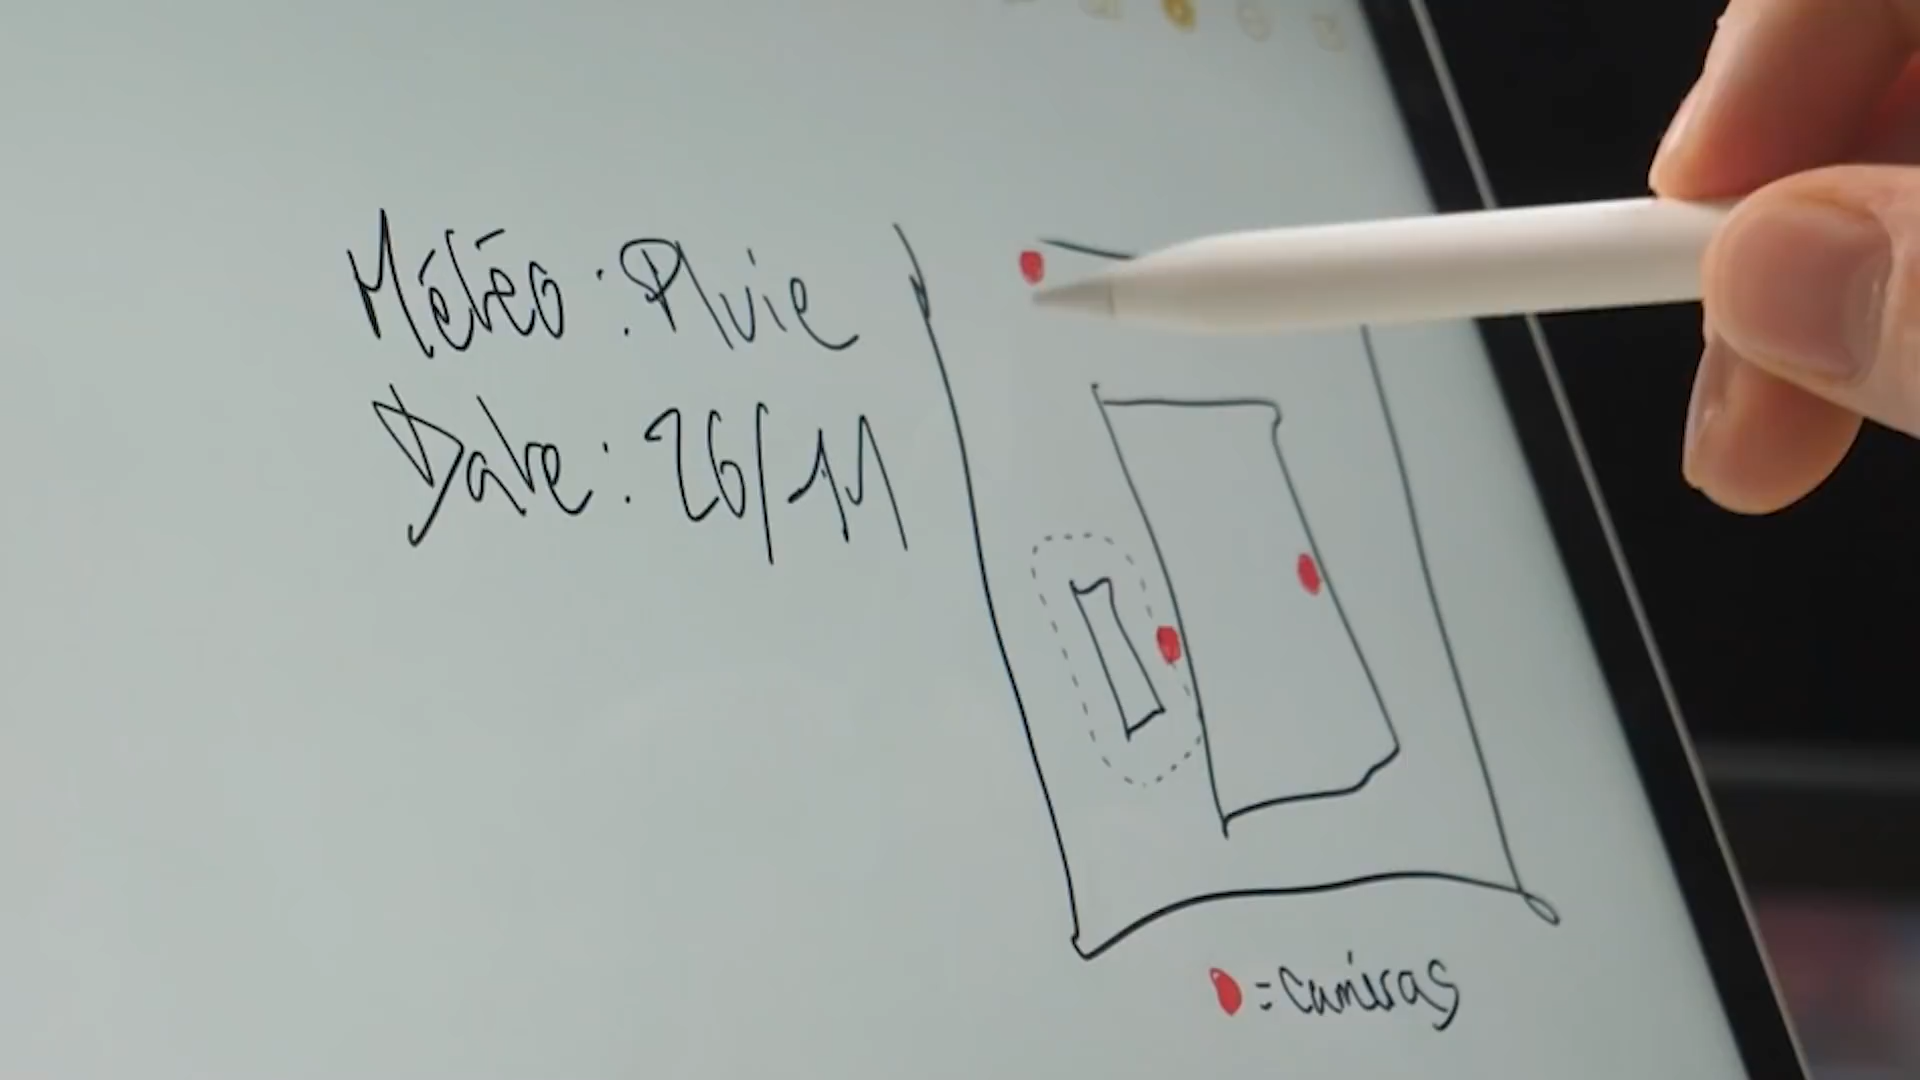 Météo : Pluie
Date : 26/11
= caméras